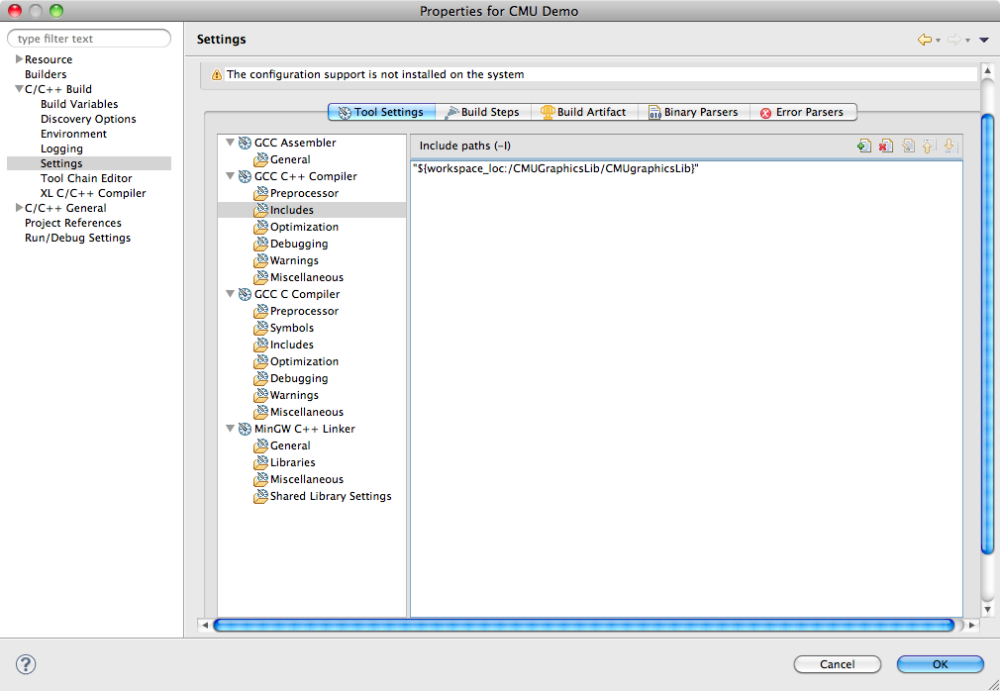 Properties for CMU Demo
type filter text
Resource
Builders
C/C++ Build
Build Variables
Discovery Options
Environment
Logging
Settings
Tool Chain Editor
XL C/C++ Compiler
C/C++ General
Project References
Run/Debug Settings
Settings
The configuration support is not installed on the system
Tool Settings
Build Steps
Build Artifact
Binary Parsers
Error Parsers
GCC Assembler
General
GCC C++ Compiler
Preprocessor
Includes
Optimization
Debugging
Warnings
Miscellaneous
GCC C Compiler
Preprocessor
Symbols
Includes
Optimization
Debugging
Warnings
Miscellaneous
MinGW C++ Linker
General
Libraries
Miscellaneous
Shared Library Settings
Include paths (-I)
"${workspace_loc:/CMUGraphicsLib/CMUgraphicsLib}"
?
Cancel
OK